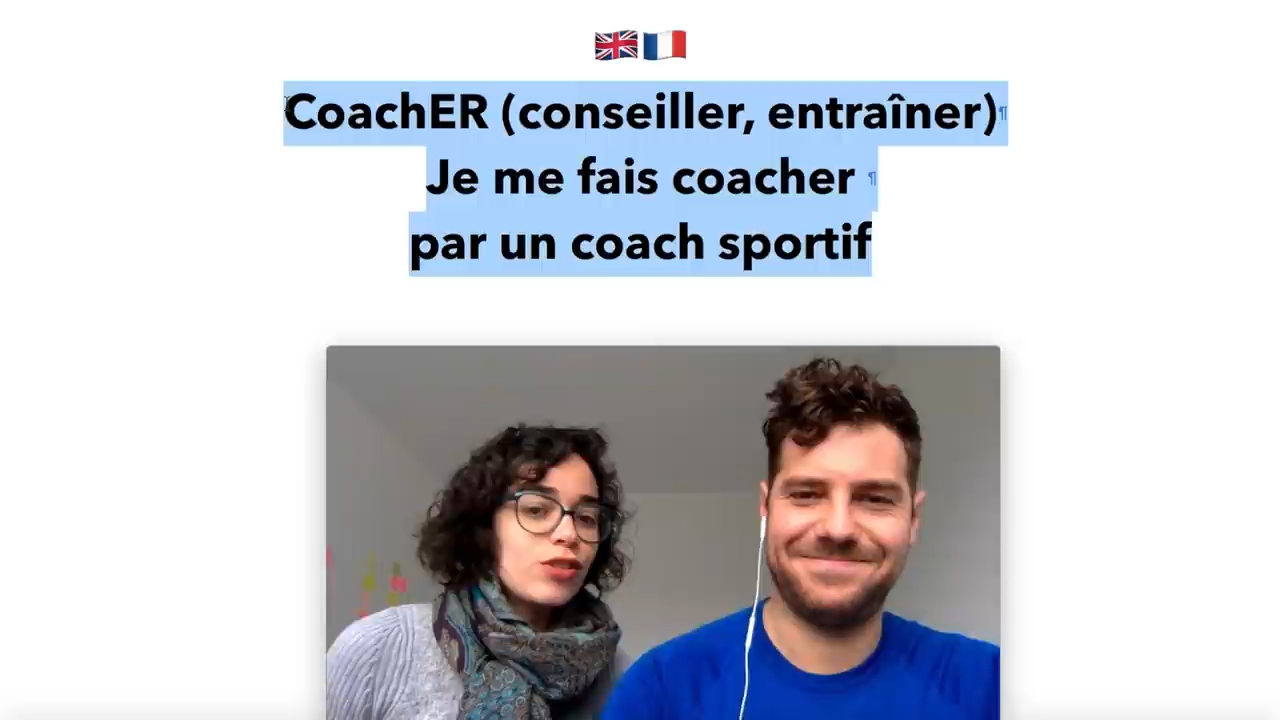 CoachER (conseiller, entraîner)
Je me fais coacher
par un coach sportif